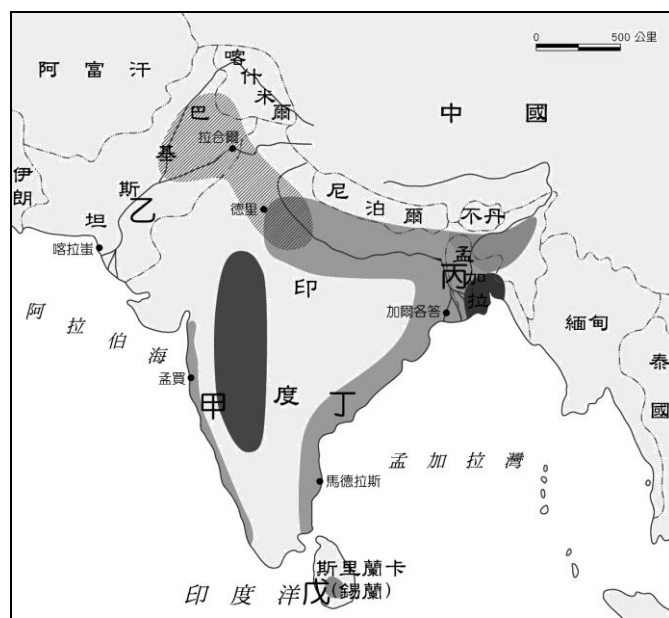 0 500 公里
阿富汗
喀什米爾
中國
巴基斯坦
拉合爾
伊朗
乙
德里
尼泊爾
不丹
喀拉蚩
孟加拉
丙
印度
加爾各答
緬甸
阿拉伯海
泰國
孟買
甲
丁
孟加拉灣
馬德拉斯
斯里蘭卡
(錫蘭)
戊
印度洋